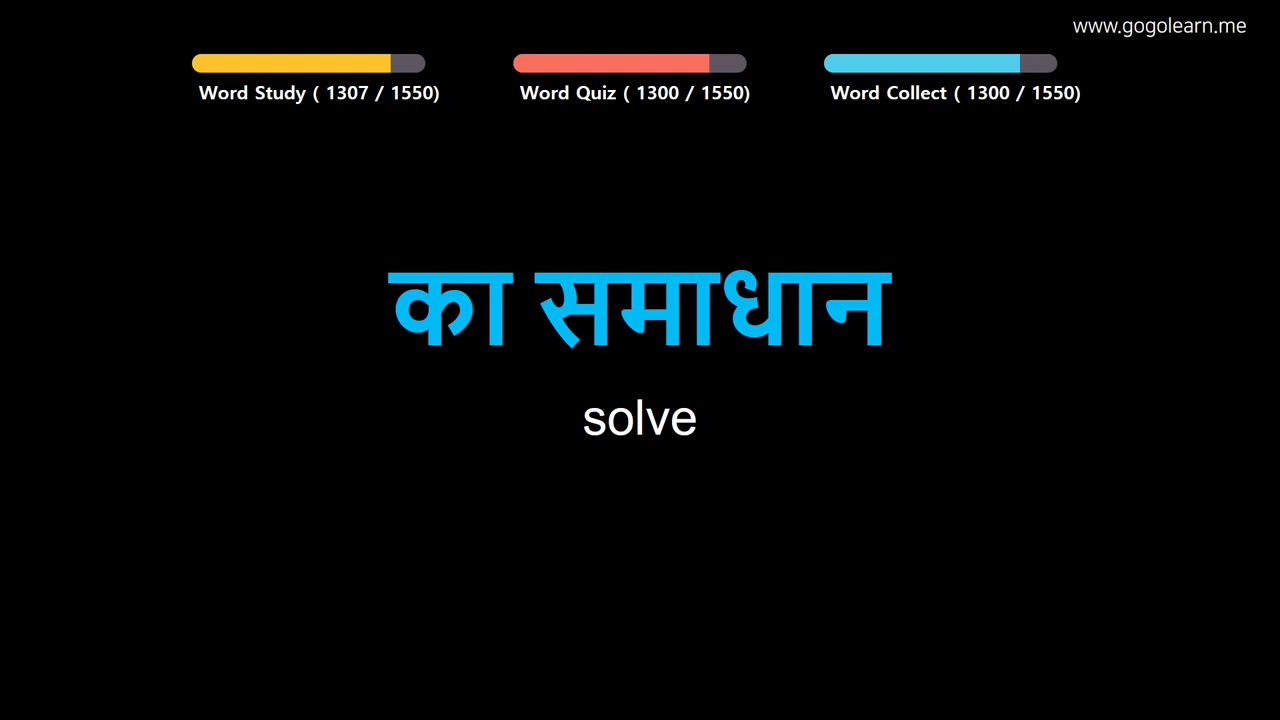 www.gogolearn.me
Word Study ( 1307 / 1550)
Word Quiz ( 1300 / 1550)
Word Collect ( 1300 / 1550)
का समाधान
solve